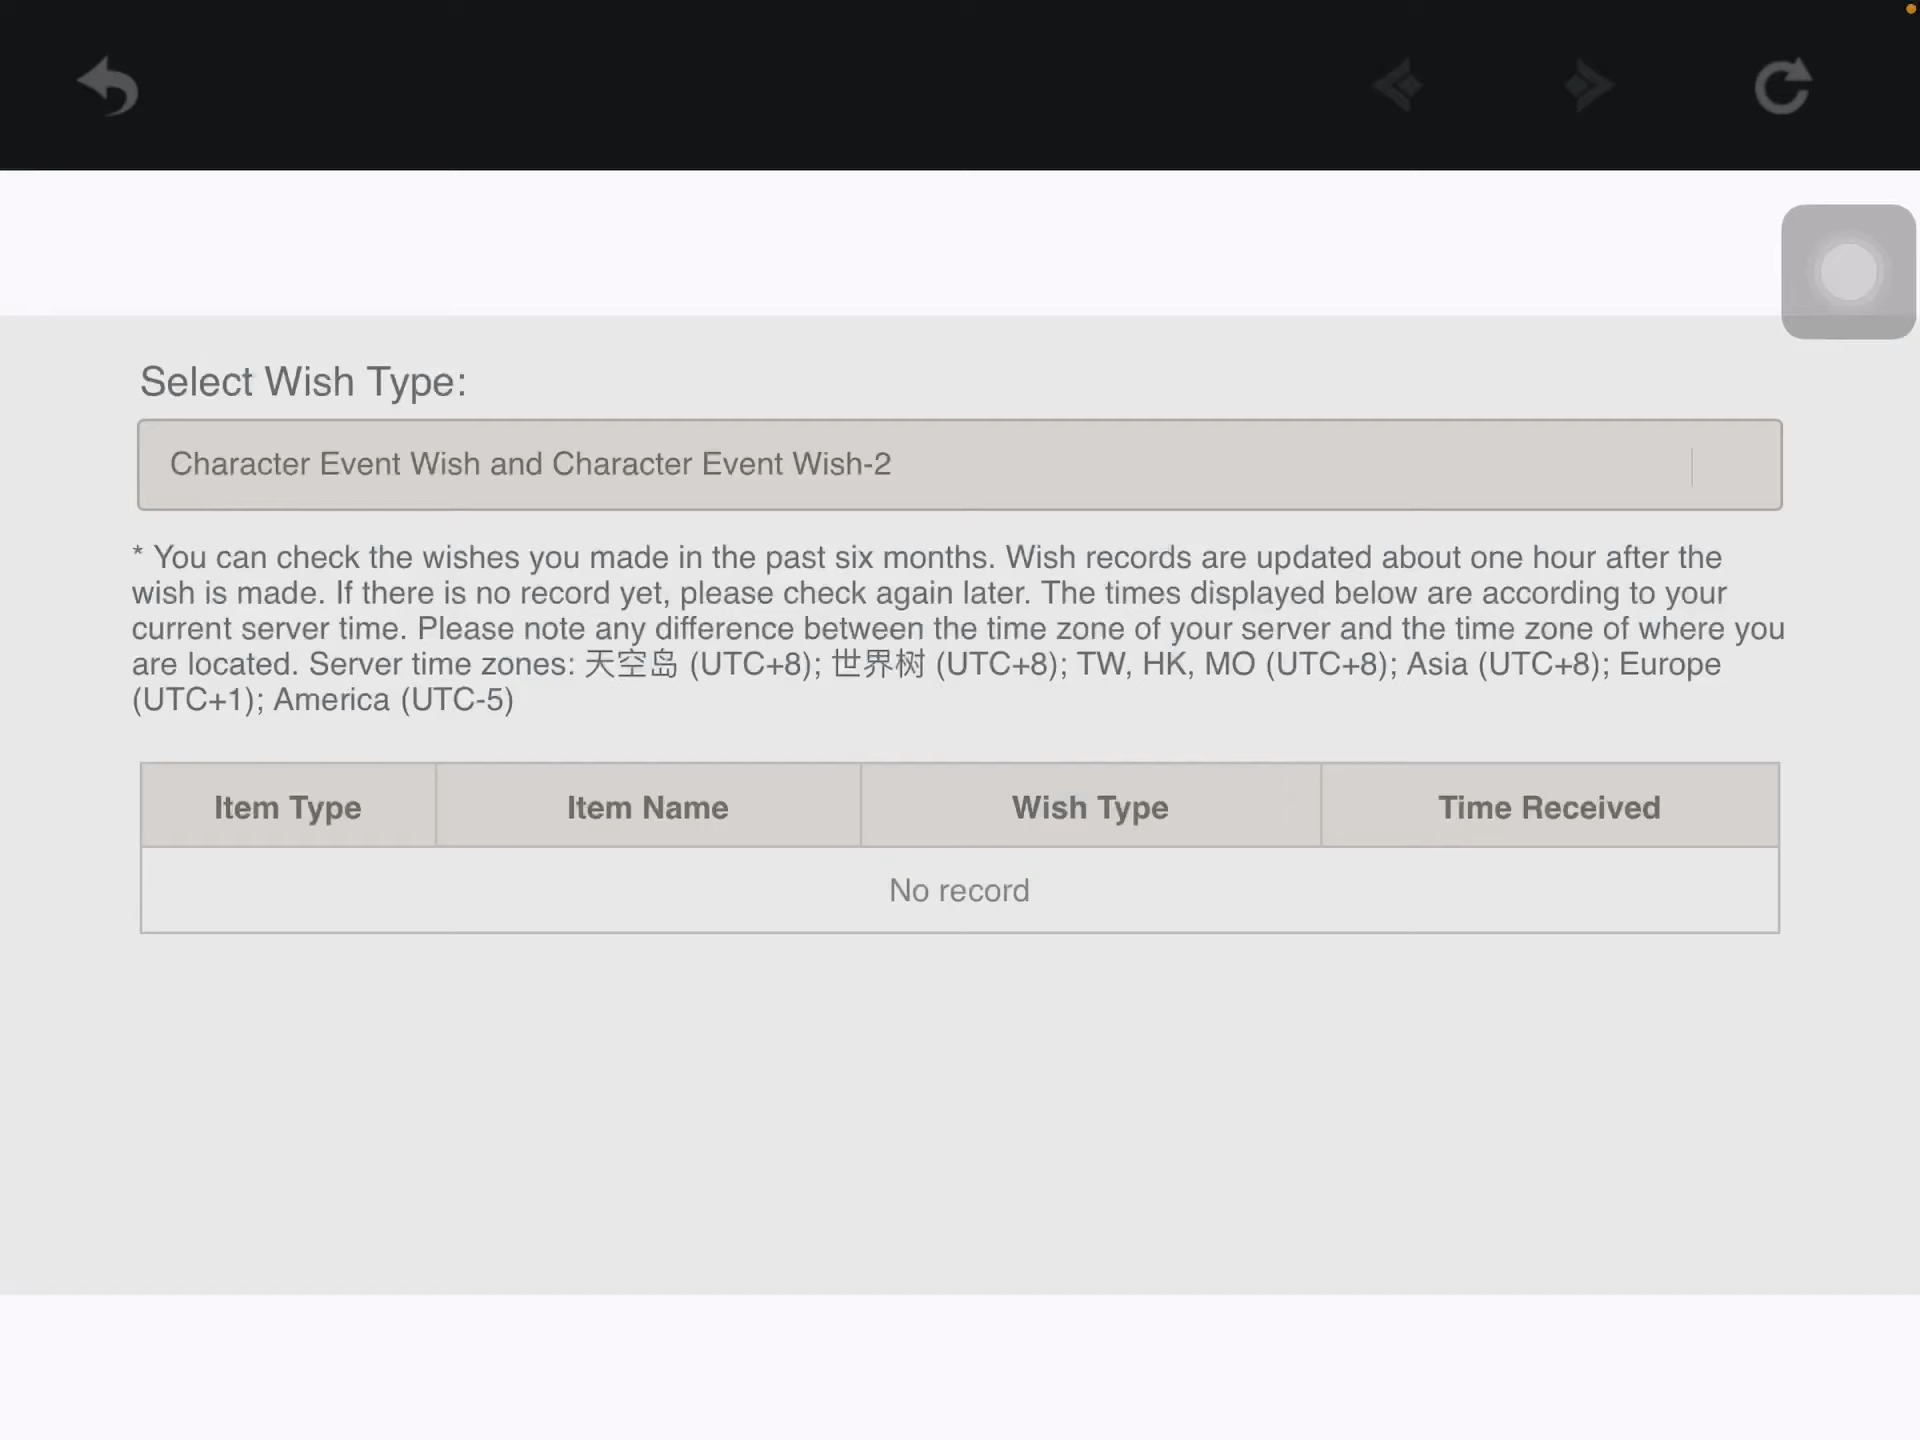 Select Wish Type:
Character Event Wish and Character Event Wish-2
* You can check the wishes you made in the past six months. Wish records are updated about one hour after the
wish is made. If there is no record yet, please check again later. The times displayed below are according to your
current server time. Please note any difference between the time zone of your server and the time zone of where you
are located. Server time zones: 天空岛 (UTC+8); 世界树 (UTC+8); TW, HK, MO (UTC+8); Asia (UTC+8); Europe
(UTC+1); America (UTC-5)
Item Type Item Name Wish Type Time Received
No record